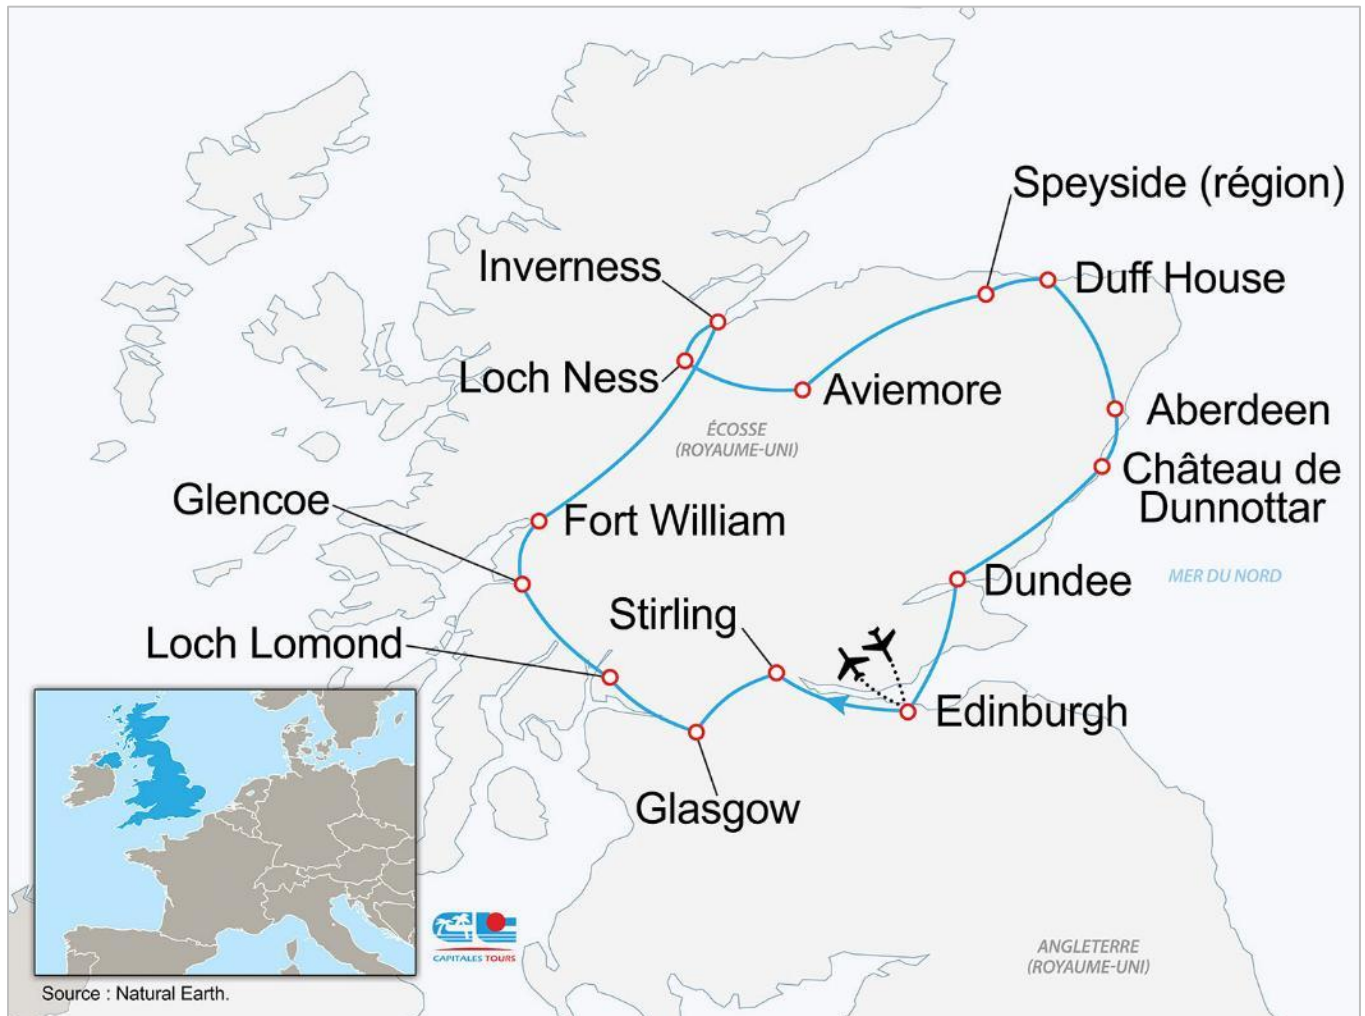 Speyside (région)
Inverness
Duff House
Loch Ness
Aviemore
Aberdeen
ÉCOSSE
(ROYAUME-UNI)
Château de
Dunnottar
Glencoe
Fort William
Dundee
MER DU NORD
Stirling
Loch Lomond
Edinburgh
Glasgow
CAPITALES TOURS
ANGLETERRE
(ROYAUME-UNI)
Source : Natural Earth.